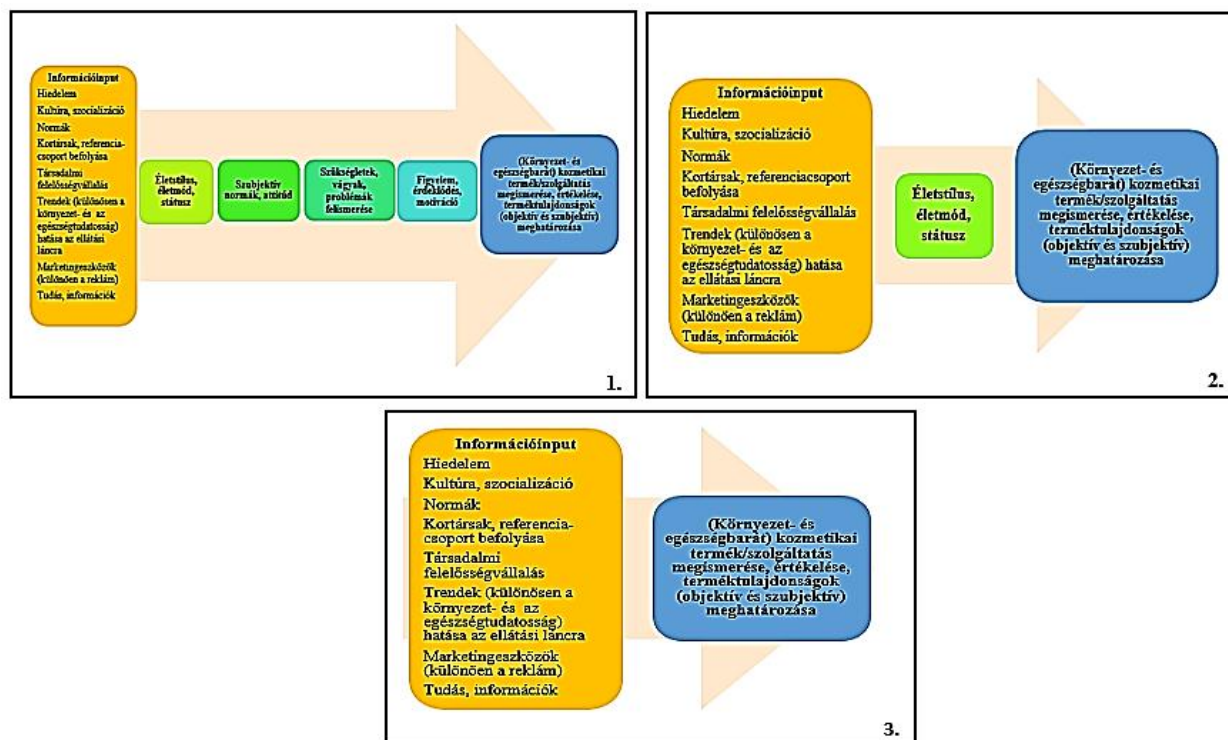 Információinput
Hiedelem
Kultúra, szocializáció
Normák
Kortársak, referencia-
csoport befolyása
Társadalmi
felelősségvállalás
Trendek (különösen a
környezet- és az
egészségtudatosság)
hatása az ellátási
láncra
Marketingeszközök
(különösen a reklám)
Tudás, információk
Életstílus,
életmód,
státusz
Szubjektív
normák, attitűd
Szükségletek,
vágyak,
problémák
felismerése
Figyelem,
érdeklődés,
motiváció
(Környezet- és
egészségbarát) kozmetikai
termék/szolgáltatás
megismerése, értékelése,
terméktulajdonságok
(objektív és szubjektív)
meghatározása
1.
Információinput
Hiedelem
Kultúra, szocializáció
Normák
Kortársak, referenciacsoport
befolyása
Társadalmi felelősségvállalás
Trendek (különösen a
környezet- és az
egészségtudatosság) hatása
az ellátási láncra
Marketingeszközök
(különöen a reklám)
Tudás, információk
Életstílus,
életmód,
státusz
(Környezet- és
egészségbarát) kozmetikai
termék/szolgáltatás
megismerése, értékelése,
terméktulajdonságok
(objektív és szubjektív)
meghatározása
2.
Információinput
Hiedelem
Kultúra, szocializáció
Normák
Kortársak, referencia-
csoport befolyása
Társadalmi
felelősségvállalás
Trendek (különösen a
környezet- és az
egészségtudatosság)
hatása az ellátási láncra
Marketingeszközök
(különöen a reklám)
Tudás, információk
(Környezet- és
egészségbarát) kozmetikai
termék/szolgáltatás
megismerése, értékelése,
terméktulajdonságok
(objektív és szubjektív)
meghatározása
3.